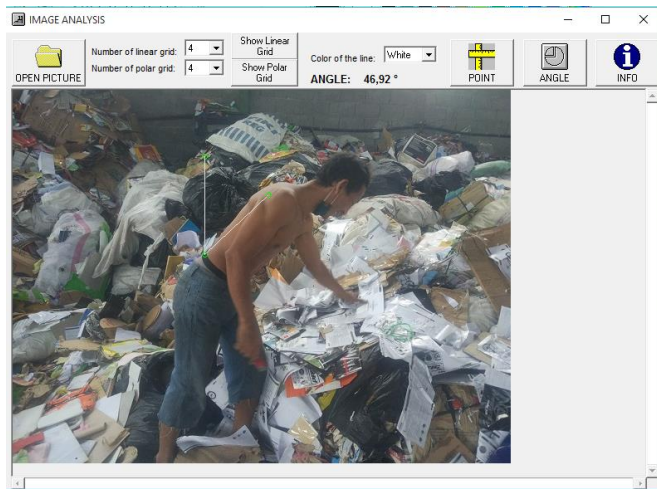 IMAGE ANALYSIS
OPEN PICTURE
Number of linear grid: 4
Number of polar grid: 4
Show Linear
Grid
Show Polar
Grid
Color of the line: White
ANGLE: 46,92 °
POINT
ANGLE
INFO